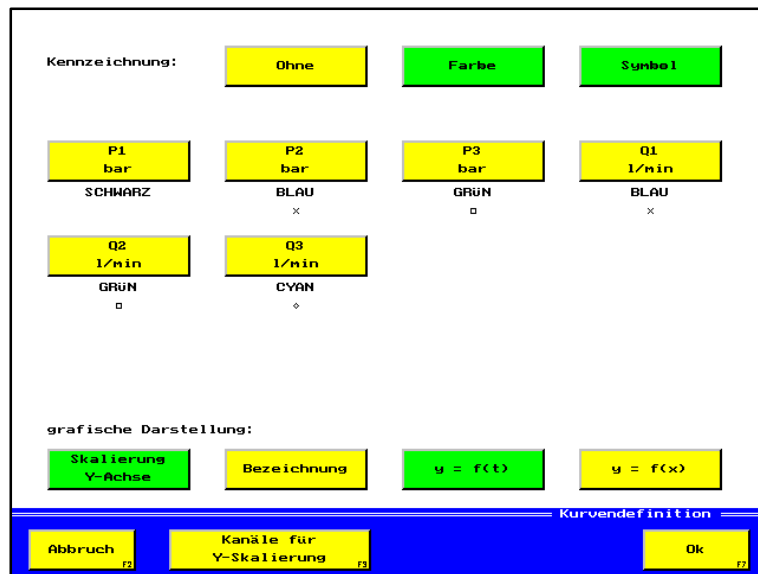 Kennzeichnung:
Ohne
Farbe
Symbol
P1
bar
SCHWARZ
P2
bar
BLAU
P3
bar
GRüN
Q1
l/min
BLAU
Q2
l/min
GRüN
Q3
l/min
CYAN
grafische Darstellung:
Skalierung
Y-Achse
Bezeichnung
y = f(t)
y = f(x)
Kurvendefinition
Abbruch
F2
Kanäle für
Y-Skalierung
F3
Ok
F7